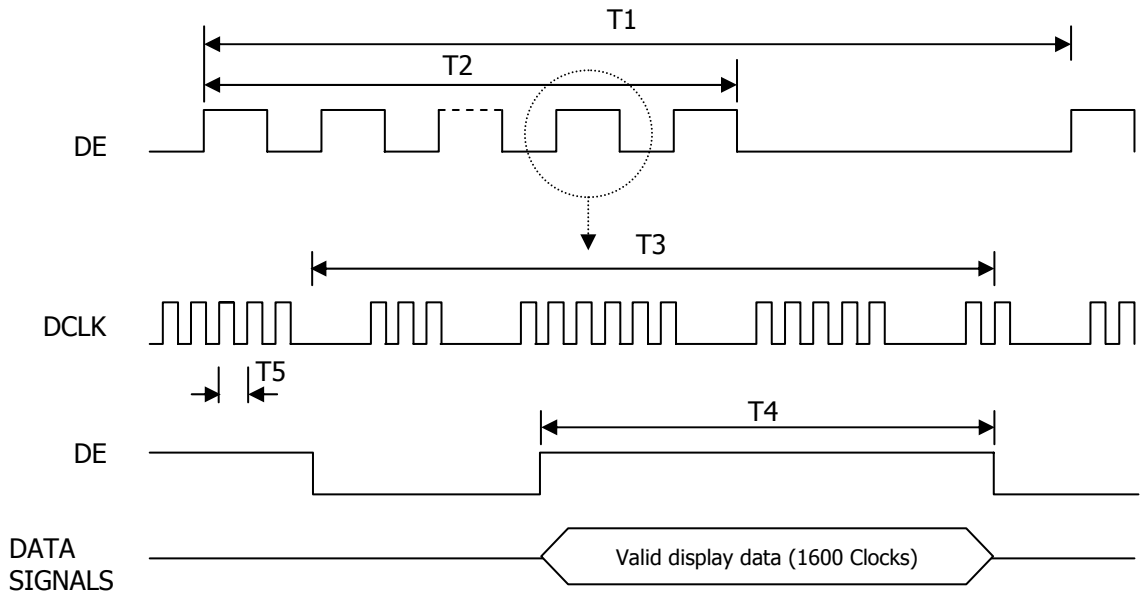 T1
T2
DE
T3
DCLK
T5
T4
DE
DATA
SIGNALS
Valid display data (1600 Clocks)